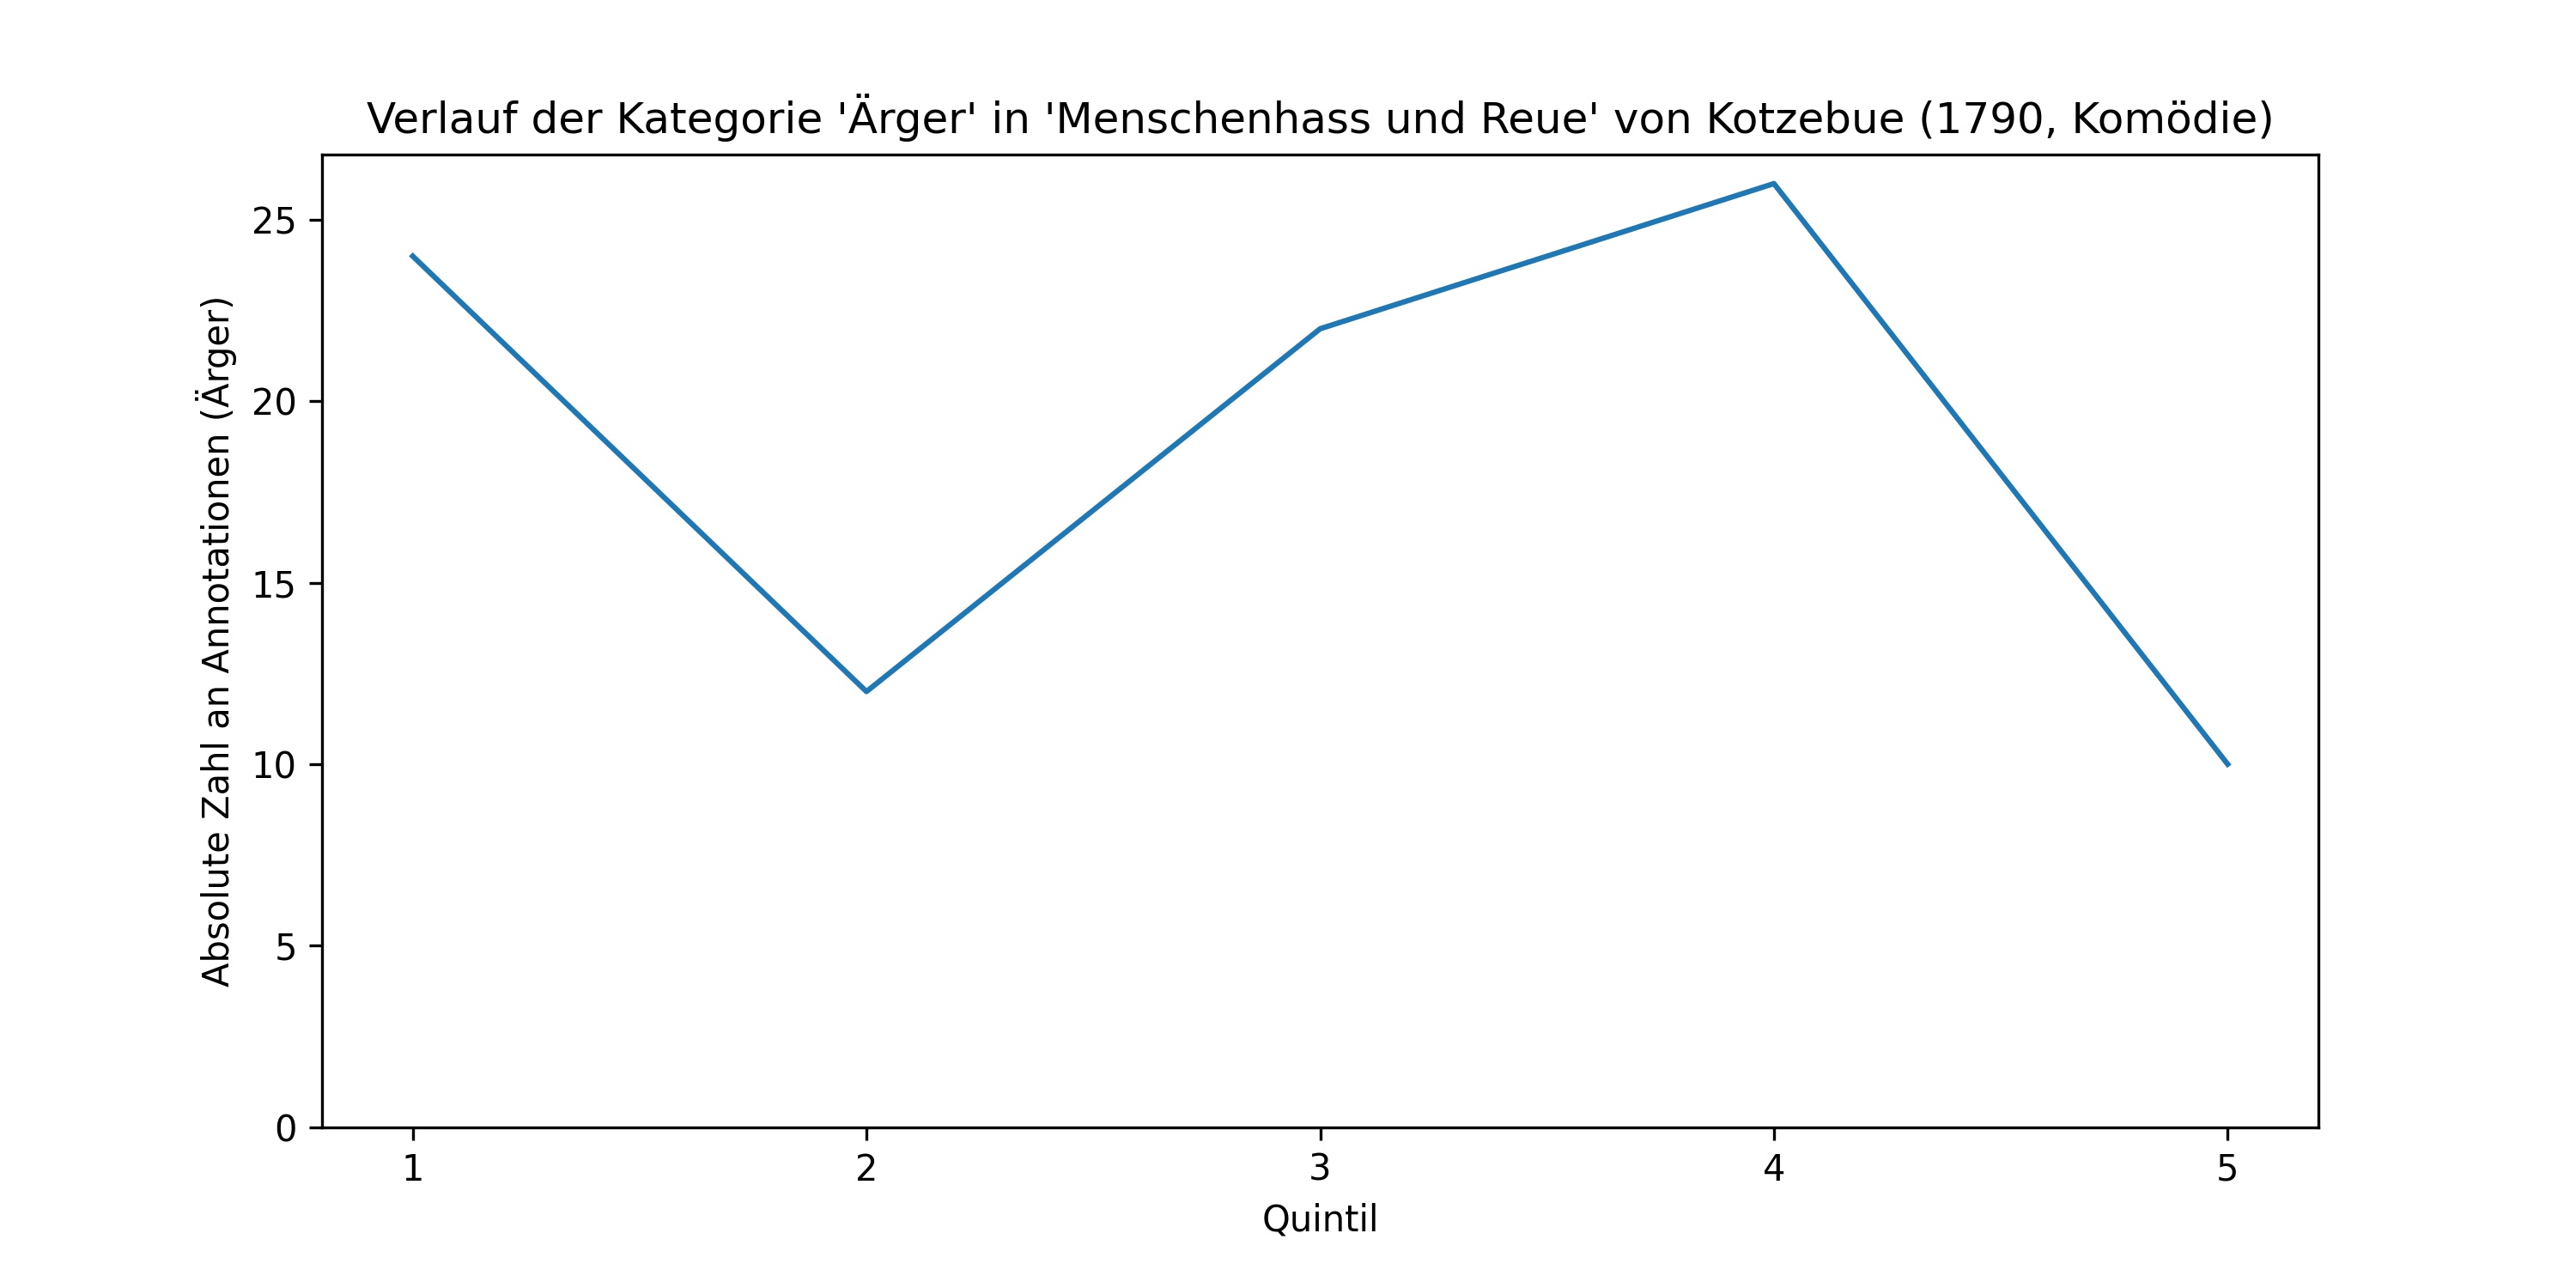 Verlauf der Kategorie 'Ärger' in 'Menschenhass und Reue' von Kotzebue (1790, Komödie)
Absolute Zahl an Annotationen (Ärger)
25
20
15
10
5
0
1 2 3 4 5
Quintil